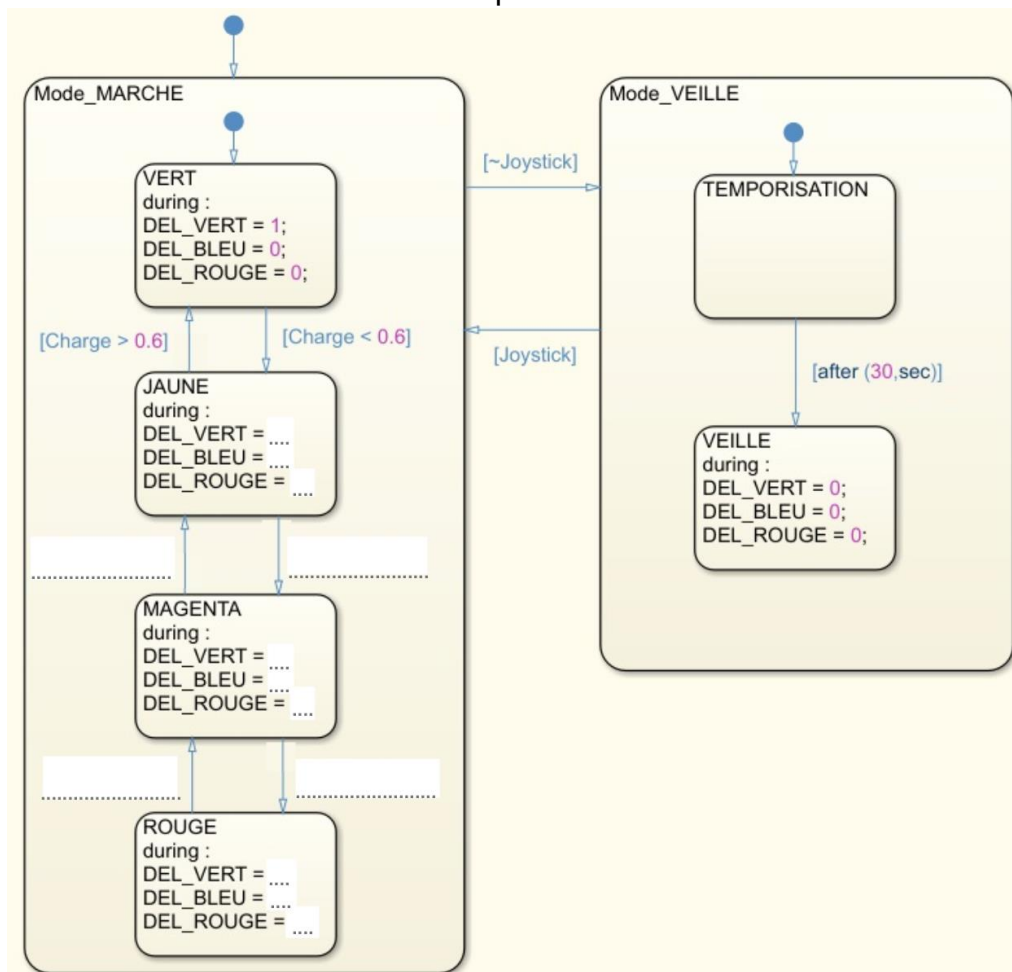 Mode_MARCHE
VERT
during :
DEL_VERT = 1;
DEL_BLEU = 0;
DEL_ROUGE = 0;
[Charge > 0.6]
[Charge < 0.6]
JAUNE
during :
DEL_VERT = ....
DEL_BLEU = ....
DEL_ROUGE = ....
....................
....................
MAGENTA
during :
DEL_VERT = ....
DEL_BLEU = ....
DEL_ROUGE = ....
....................
....................
ROUGE
during :
DEL_VERT = ....
DEL_BLEU = ....
DEL_ROUGE = ....
[~Joystick]
[Joystick]
Mode_VEILLE
TEMPORISATION
[after (30,sec)]
VEILLE
during :
DEL_VERT = 0;
DEL_BLEU = 0;
DEL_ROUGE = 0;